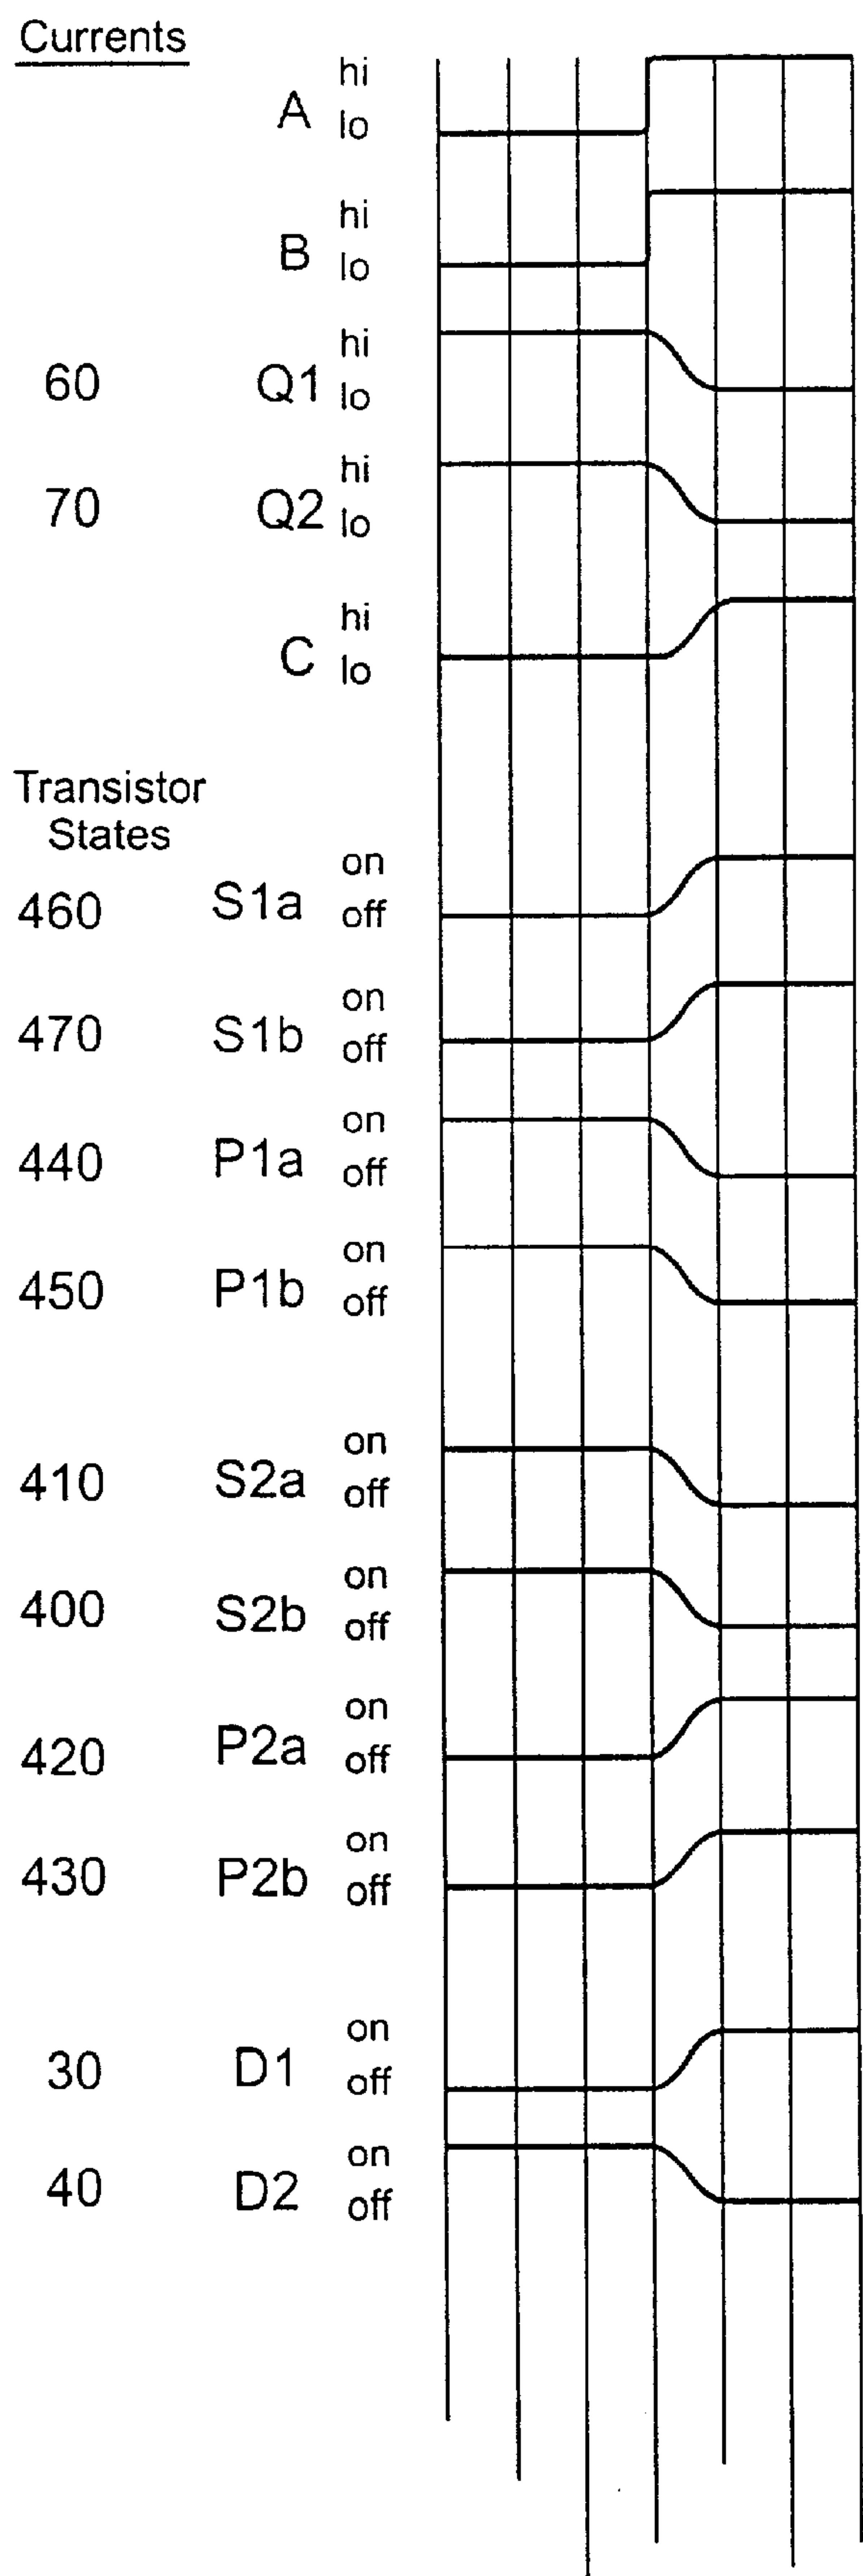 Currents
hi
A
lo
hi
B
lo
hi
60 Q1
lo
hi
70 Q2
lo
hi
C
lo
Transistor
States
on
460 S1a
off
on
470 S1b
off
on
440 P1a
off
on
450 P1b
off
on
410 S2a
off
on
400 S2b
off
on
420 P2a
off
on
430 P2b
off
on
30 D1
off
on
40 D2
off